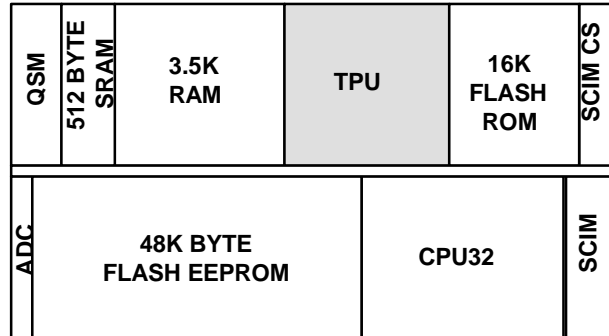 QSM
512 BYTE
SRAM
3.5K
RAM
TPU
16K
FLASH
ROM
SCIM CS
ADC
48K BYTE
FLASH EEPROM
CPU32
SCIM